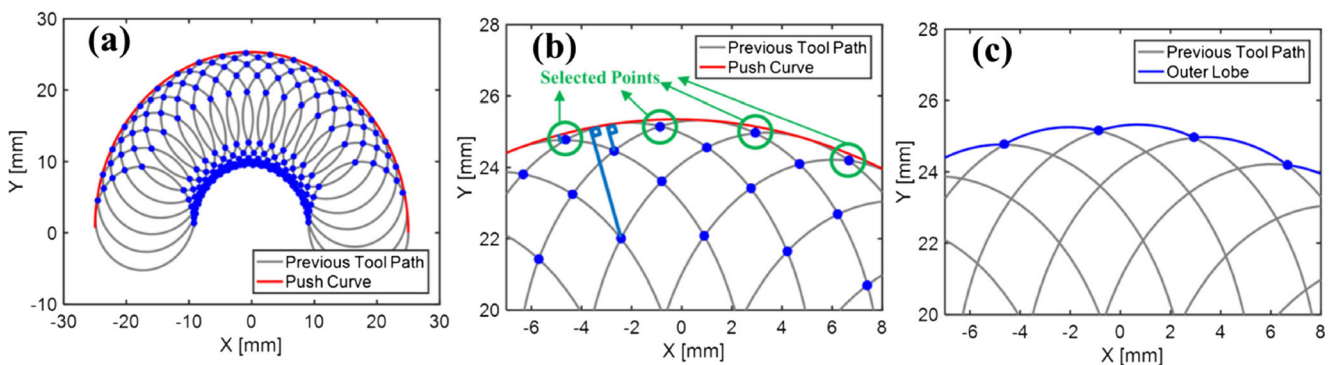 (a)
Y [mm]
30
20
10
0
-10
-30
-20
-10
0
10
20
30
X [mm]
Previous Tool Path
Push Curve
(b)
Y [mm]
28
26
24
22
20
-6
-4
-2
0
2
4
6
8
X [mm]
Previous Tool Path
Push Curve
Selected Points
(c)
Y [mm]
28
26
24
22
20
-6
-4
-2
0
2
4
6
8
X [mm]
Previous Tool Path
Outer Lobe